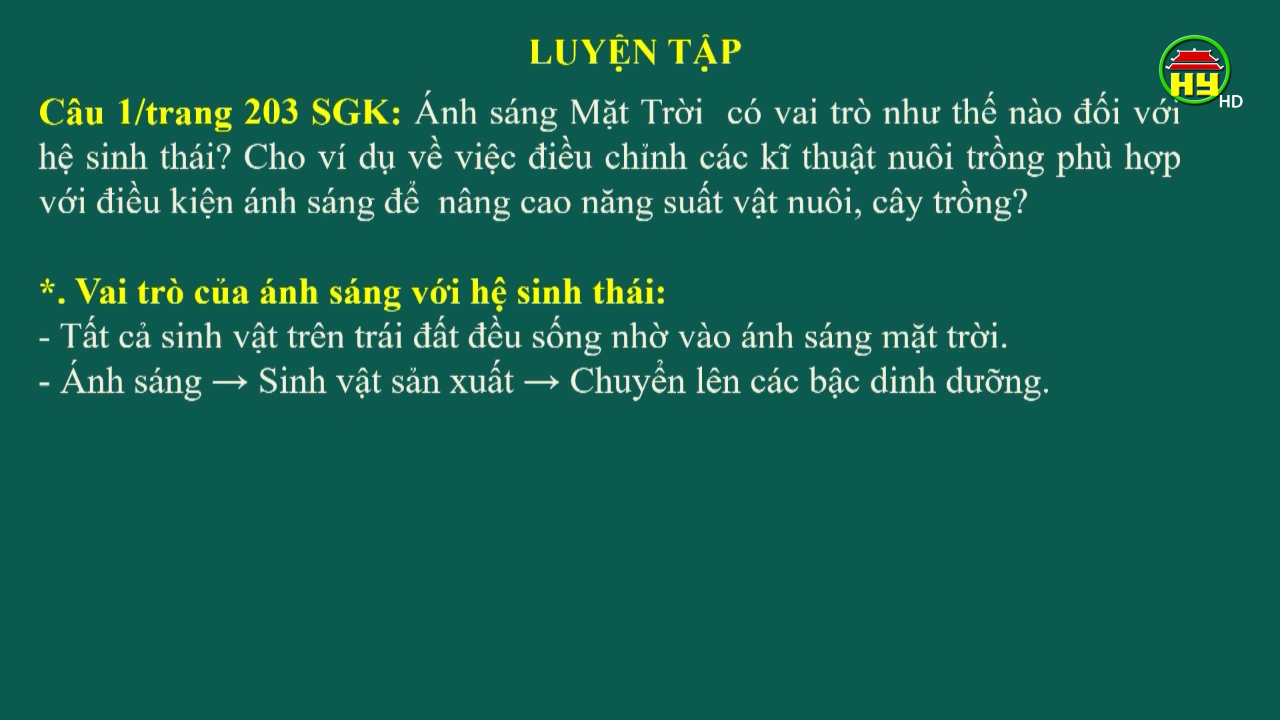 LUYỆN TẬP
HY
HD
Câu 1/trang 203 SGK: Ánh sáng Mặt Trời có vai trò như thế nào đối với
hệ sinh thái? Cho ví dụ về việc điều chỉnh các kĩ thuật nuôi trồng phù hợp
với điều kiện ánh sáng để nâng cao năng suất vật nuôi, cây trồng?
*. Vai trò của ánh sáng với hệ sinh thái:
- Tất cả sinh vật trên trái đất đều sống nhờ vào ánh sáng mặt trời.
- Ánh sáng → Sinh vật sản xuất → Chuyển lên các bậc dinh dưỡng.